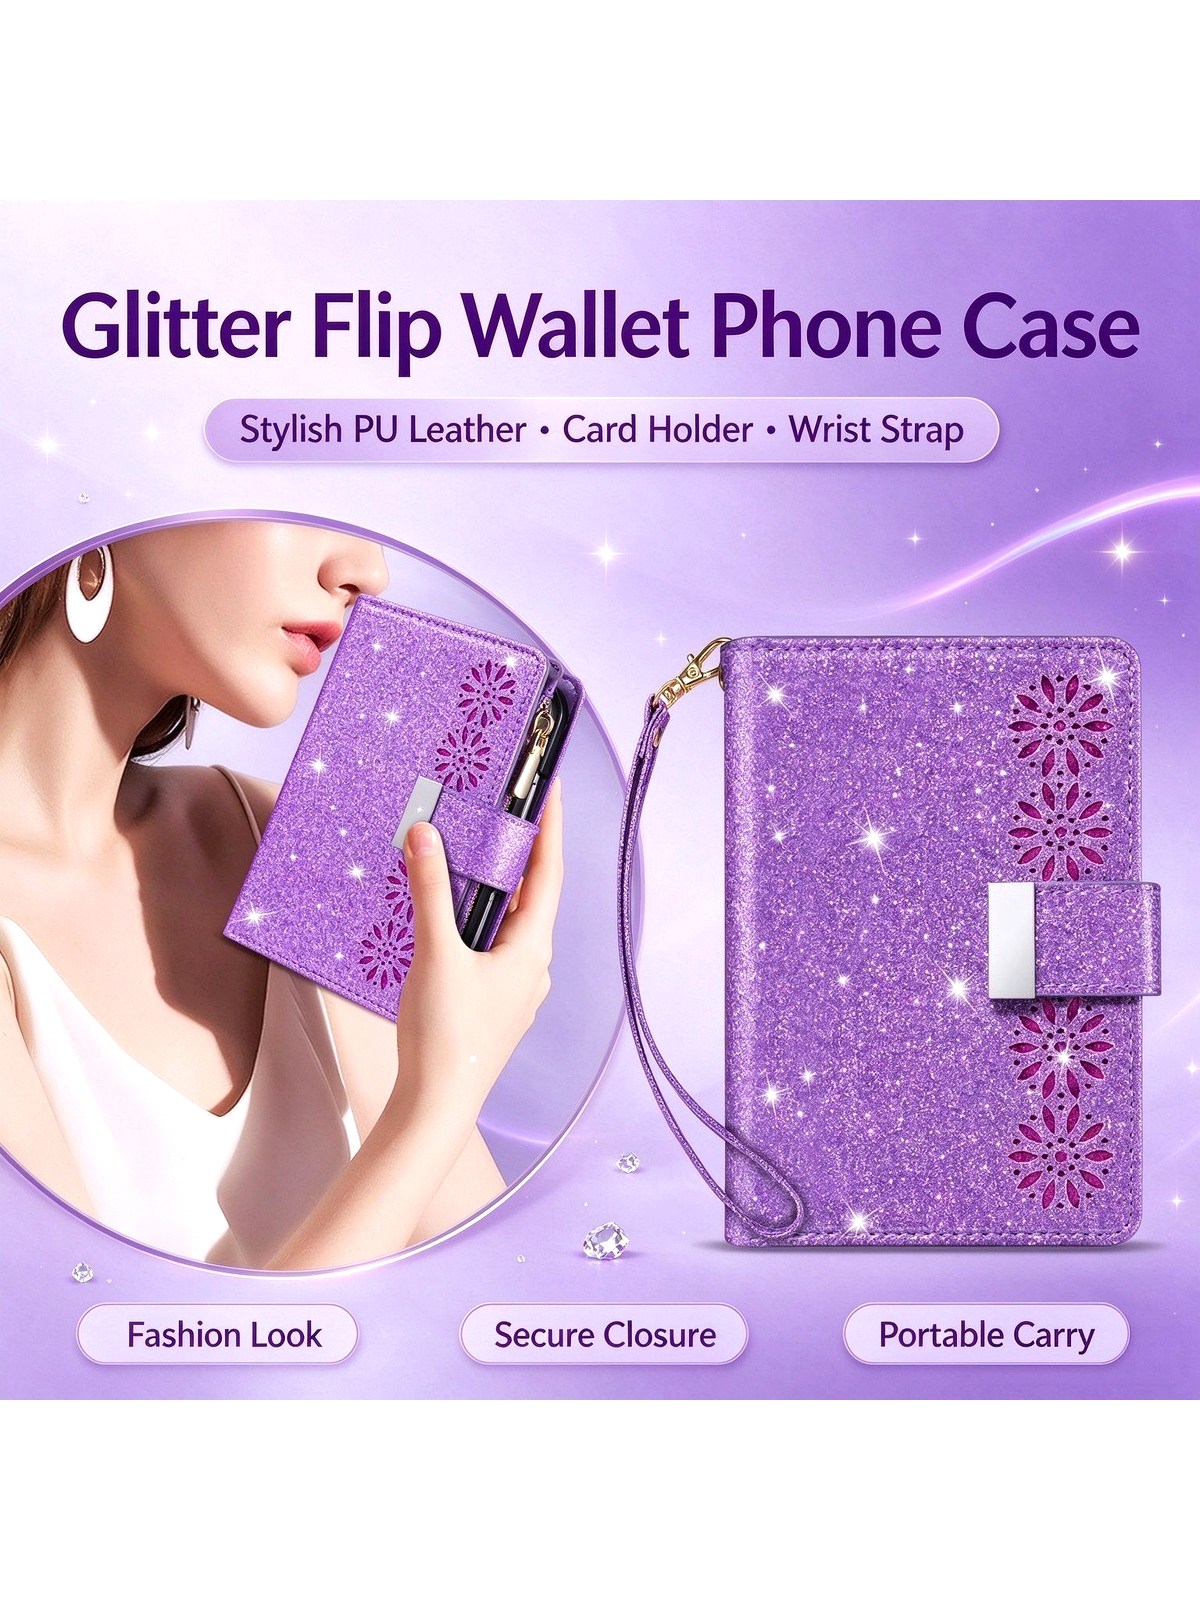 Glitter Flip Wallet Phone Case
Stylish PU Leather • Card Holder • Wrist Strap
Fashion Look
Secure Closure
Portable Carry